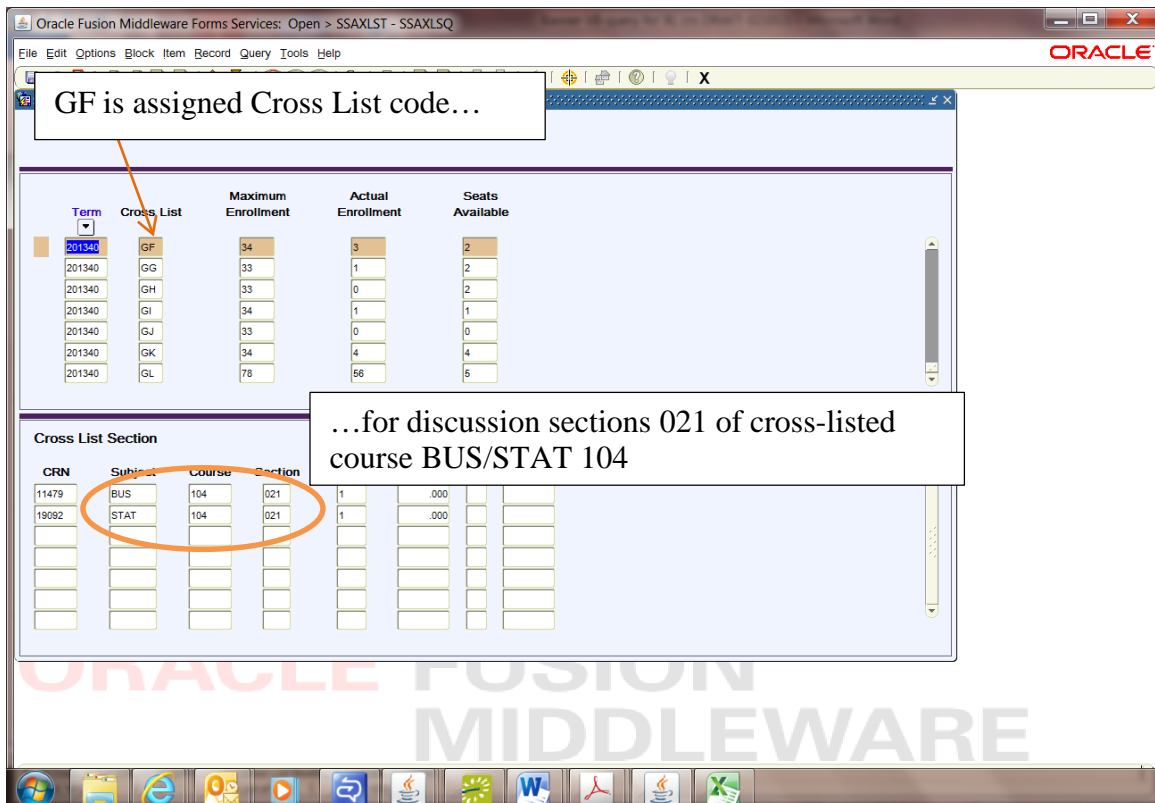 Oracle Fusion Middleware Forms Services: Open > SSAXLST - SSAXLSQ
File Edit Options Block Item Record Query Tools Help
ORACLE
X
GF is assigned Cross List code…
Maximum Actual Seats
Term Cross List Enrollment Enrollment Available
201340 GF 34 3 2
201340 GG 33 1 2
201340 GH 33 0 2
201340 GI 34 1 1
201340 GJ 33 0 0
201340 GK 34 4 4
201340 GL 78 56 5
…for discussion sections 021 of cross-listed
course BUS/STAT 104
Cross List Section
CRN Subject Course Section
11479 BUS 104 021 1 .000
19092 STAT 104 021 1 .000
ORACLE FUSION
MIDDLEWARE